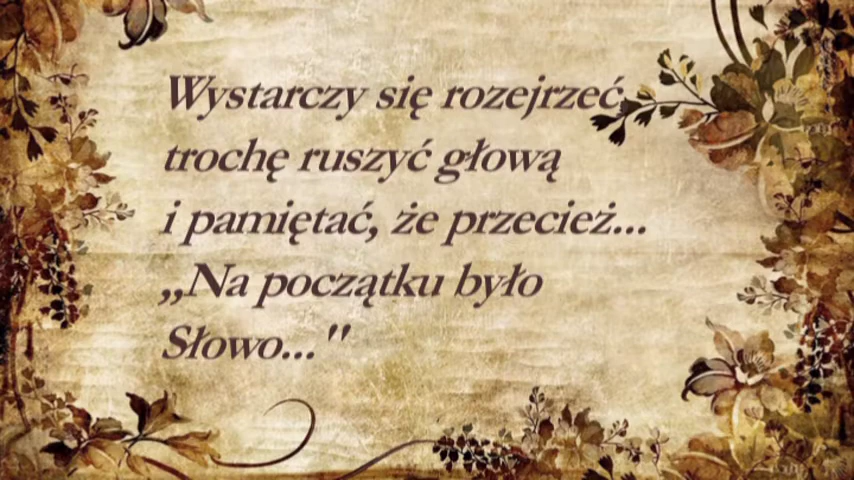 Wystarczy się rozejrzeć,
trochę ruszyć głową
i pamiętać, że przecież...
„Na początku było
Słowo..."